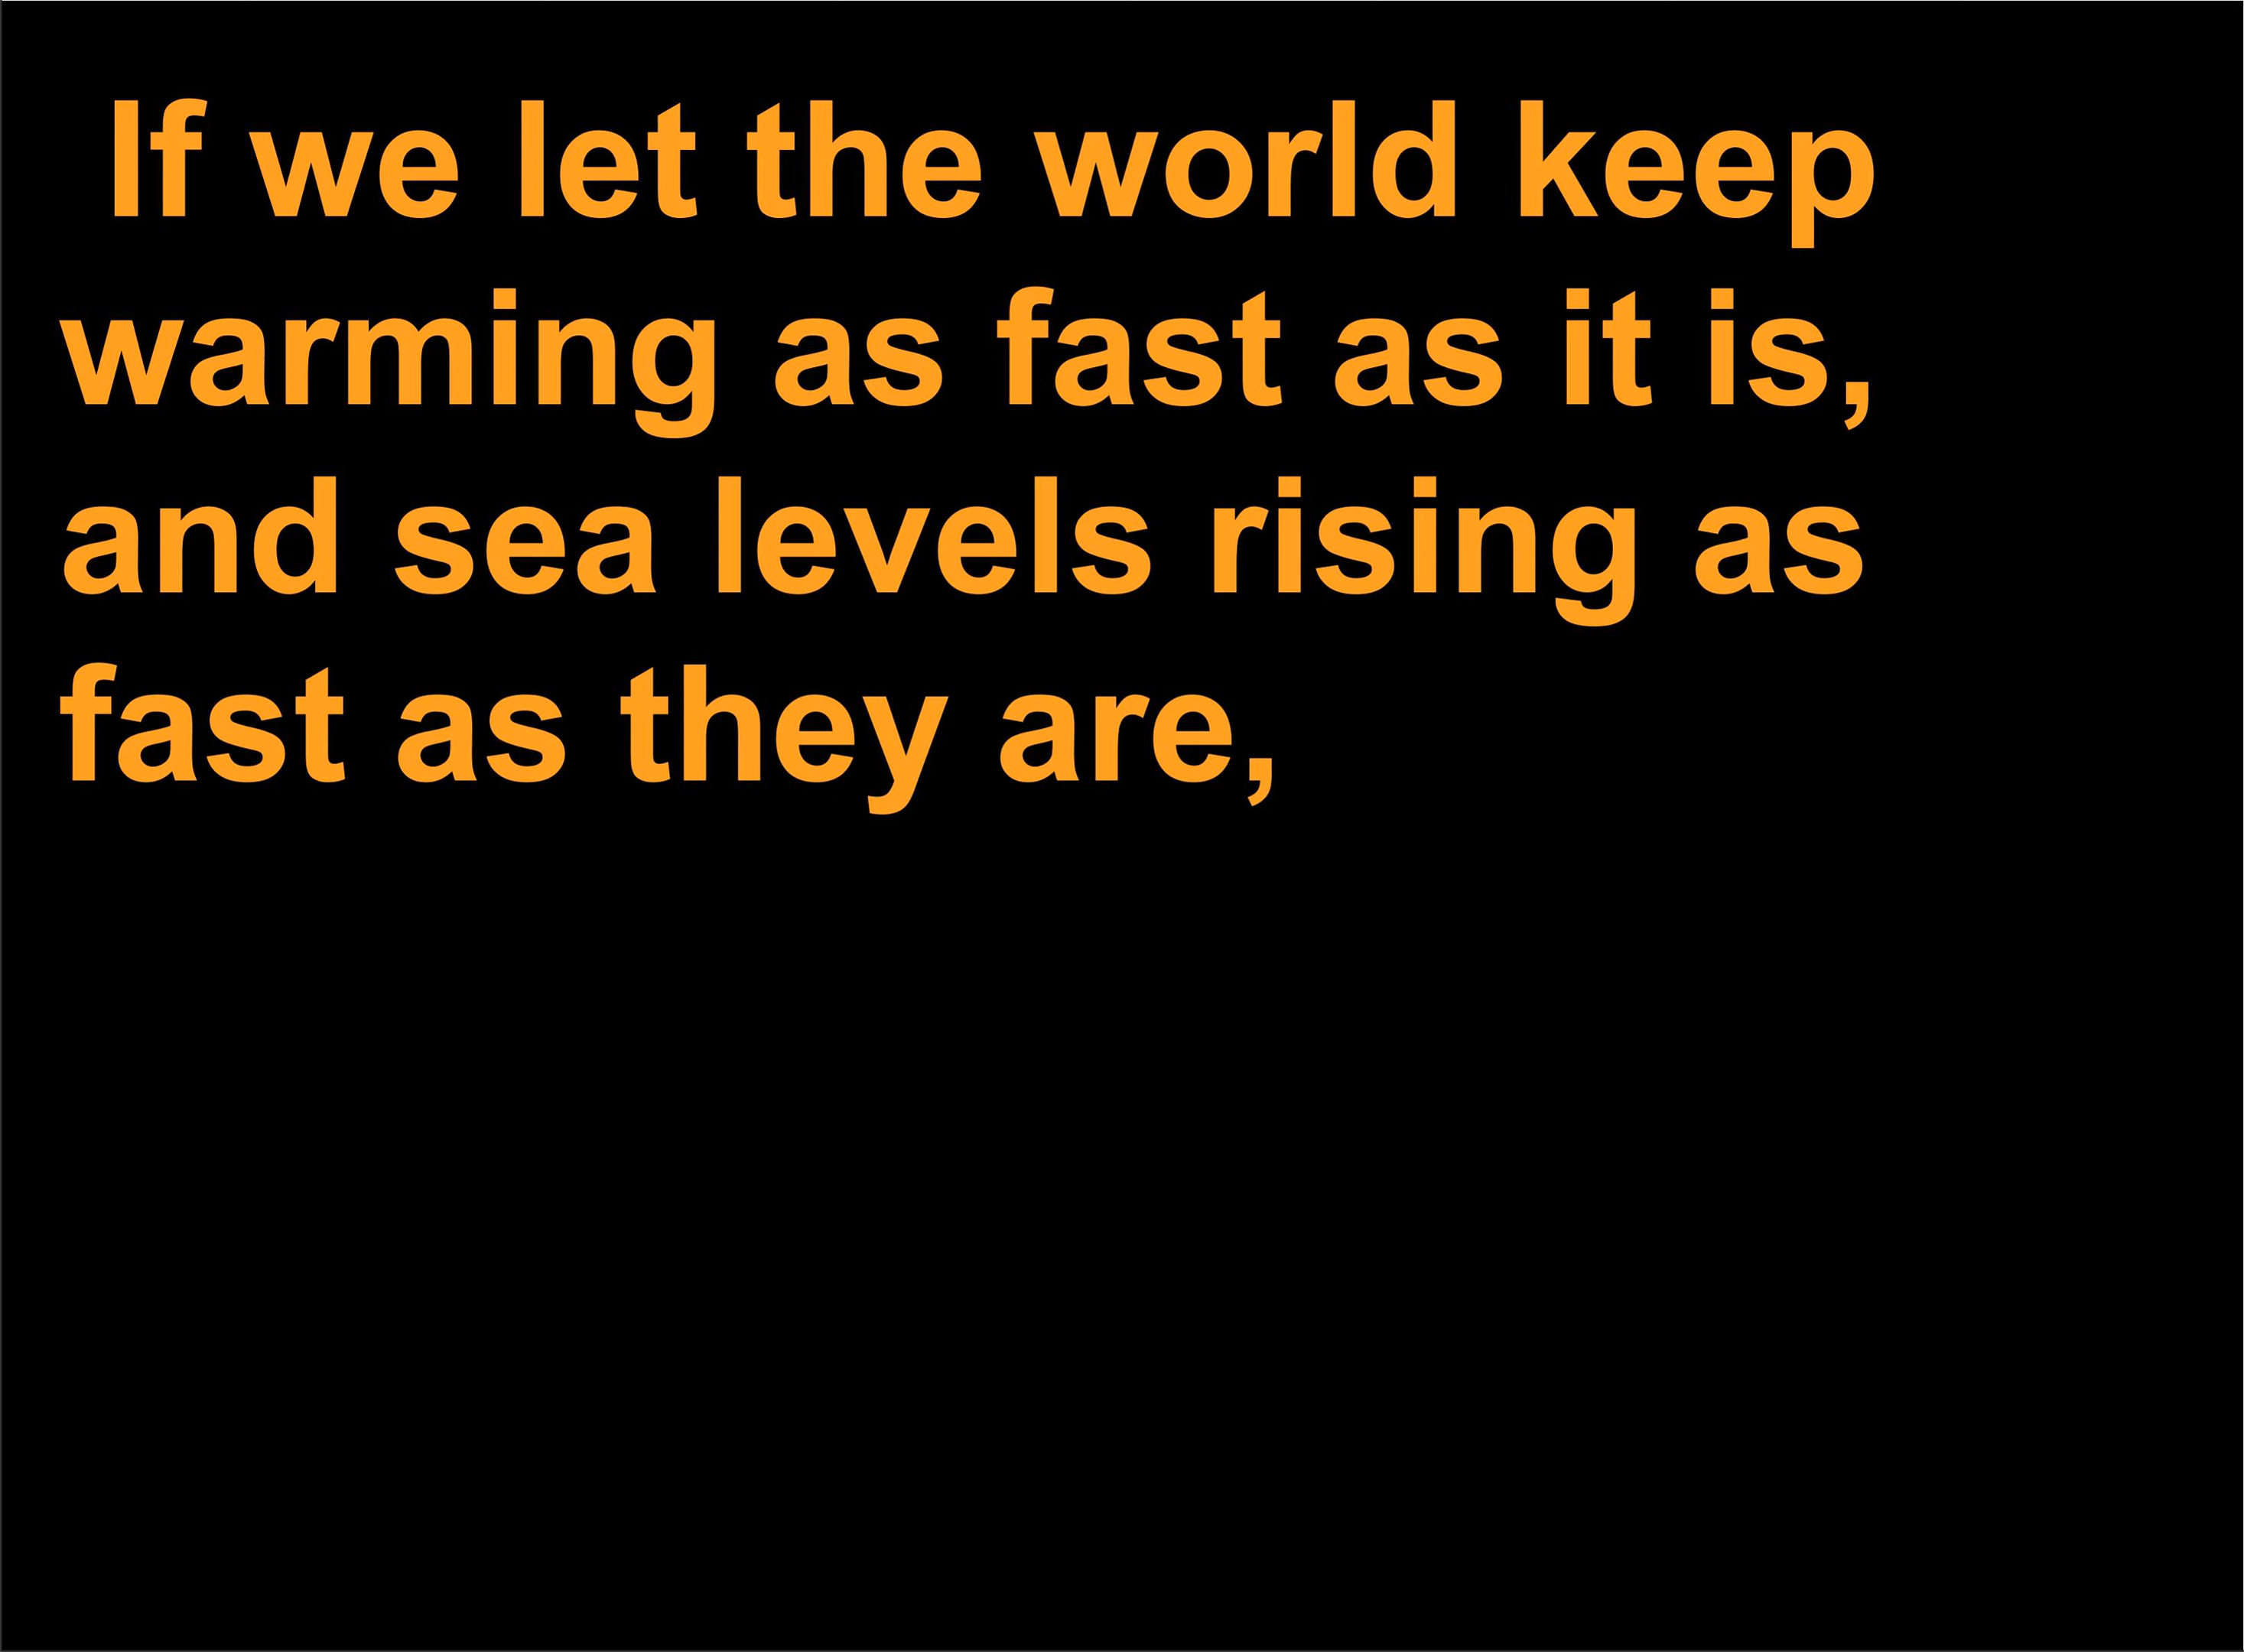 If we let the world keep
warming as fast as it is,
and sea levels rising as
fast as they are,